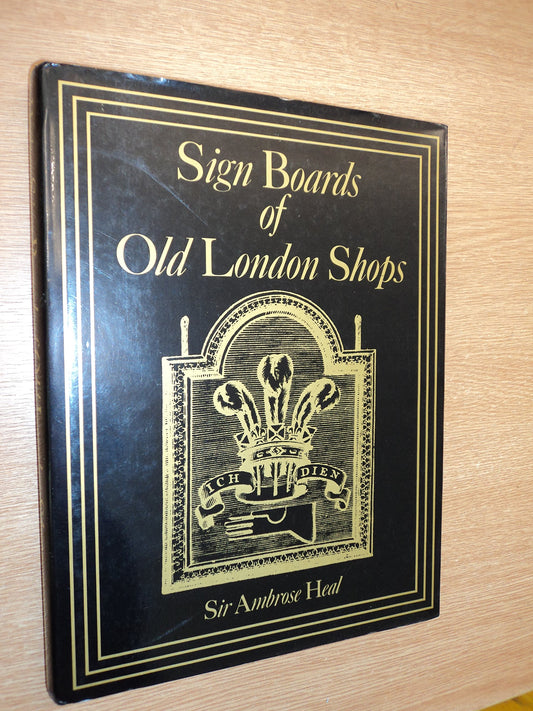 Sign Boards
of
Old London Shops
ICH DIEN
Sir Ambrose Heal